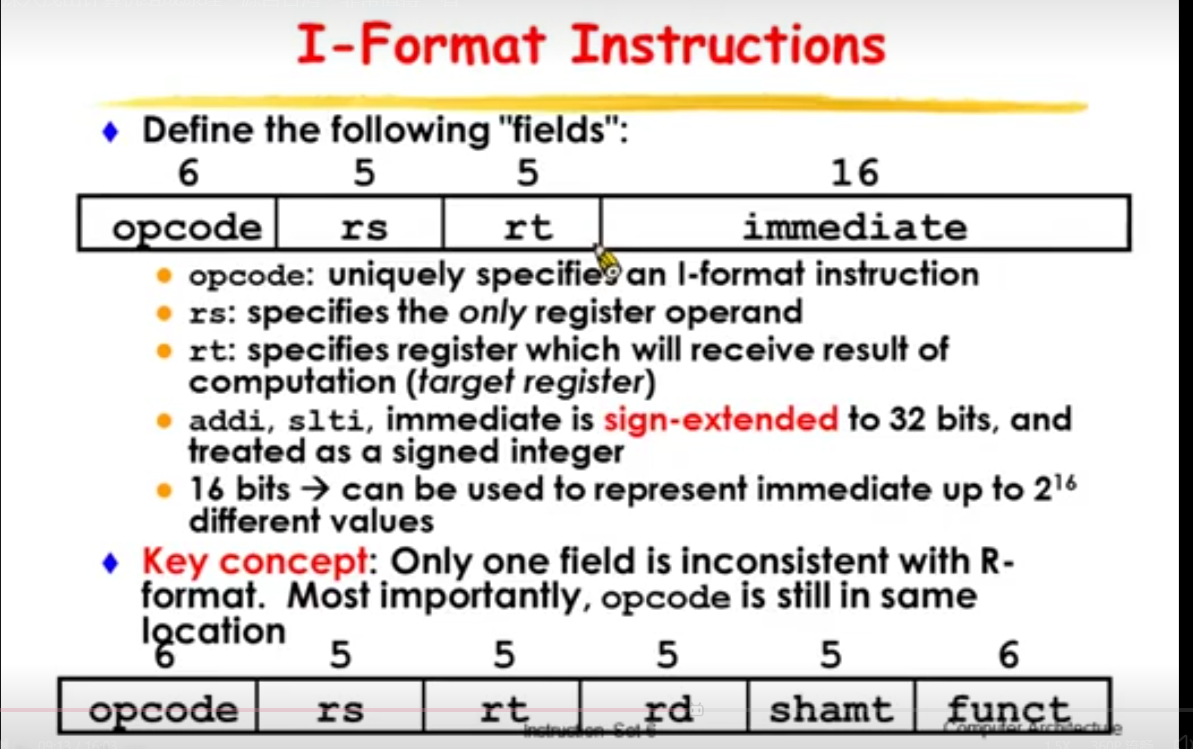 I-Format Instructions
Define the following "fields":
6 5 5 16
opcode rs rt immediate
opcode: uniquely specifies an I-format instruction
rs: specifies the only register operand
rt: specifies register which will receive result of
computation (target register)
addi, slti, immediate is sign-extended to 32 bits, and
treated as a signed integer
16 bits → can be used to represent immediate up to 2¹⁶
different values
Key concept: Only one field is inconsistent with R-
format. Most importantly, opcode is still in same
location
6 5 5 5 5 6
opcode rs rt rd shamt funct
Instruction Set Computer Architecture